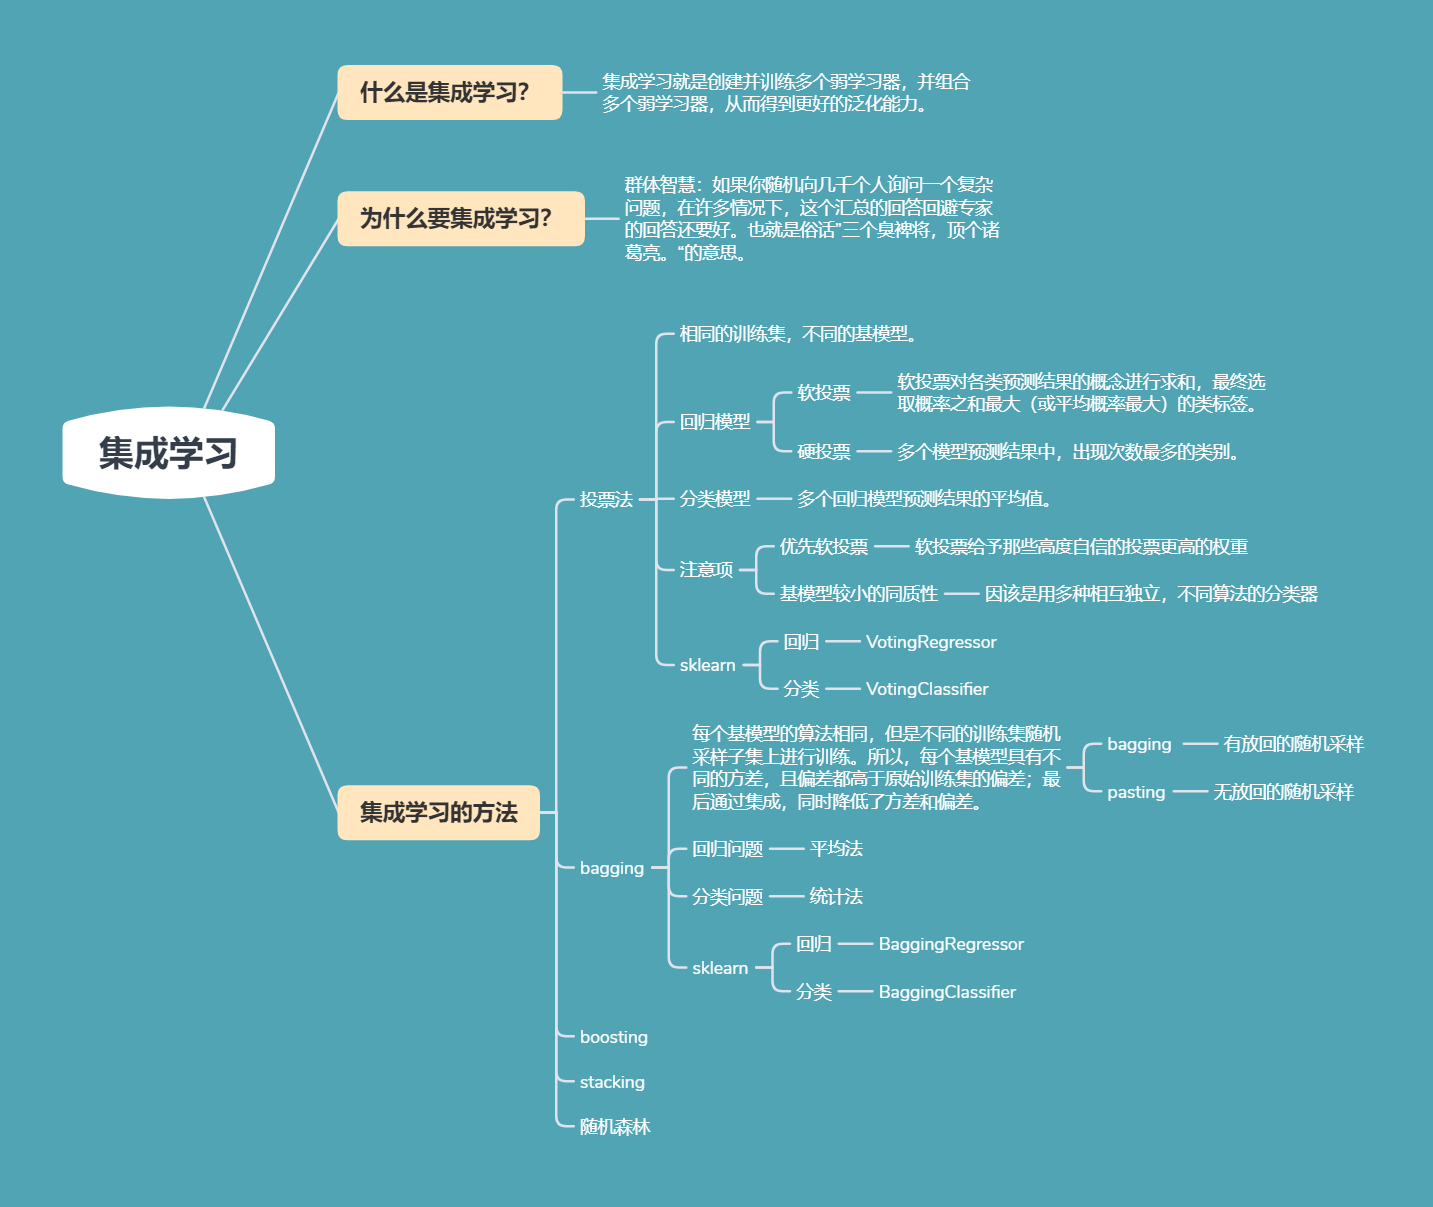 集成学习
什么是集成学习？
集成学习就是创建并训练多个弱学习器，并组合
多个弱学习器，从而得到更好的泛化能力。
为什么要集成学习？
群体智慧：如果你随机向几千个人询问一个复杂
问题，在许多情况下，这个汇总的回答回避专家
的回答还要好。也就是俗话"三个臭裨将，顶个诸
葛亮。“的意思。
集成学习的方法
投票法
相同的训练集，不同的基模型。
回归模型
软投票
软投票对各类预测结果的概念进行求和，最终选
取概率之和最大（或平均概率最大）的类标签。
硬投票
多个模型预测结果中，出现次数最多的类别。
分类模型
多个回归模型预测结果的平均值。
注意项
优先软投票
软投票给予那些高度自信的投票更高的权重
基模型较小的同质性
因该是用多种相互独立，不同算法的分类器
sklearn
回归
VotingRegressor
分类
VotingClassifier
bagging
每个基模型的算法相同，但是不同的训练集随机
采样子集上进行训练。所以，每个基模型具有不
同的方差，且偏差都高于原始训练集的偏差；最
后通过集成，同时降低了方差和偏差。
bagging
有放回的随机采样
pasting
无放回的随机采样
回归问题
平均法
分类问题
统计法
sklearn
回归
BaggingRegressor
分类
BaggingClassifier
boosting
stacking
随机森林